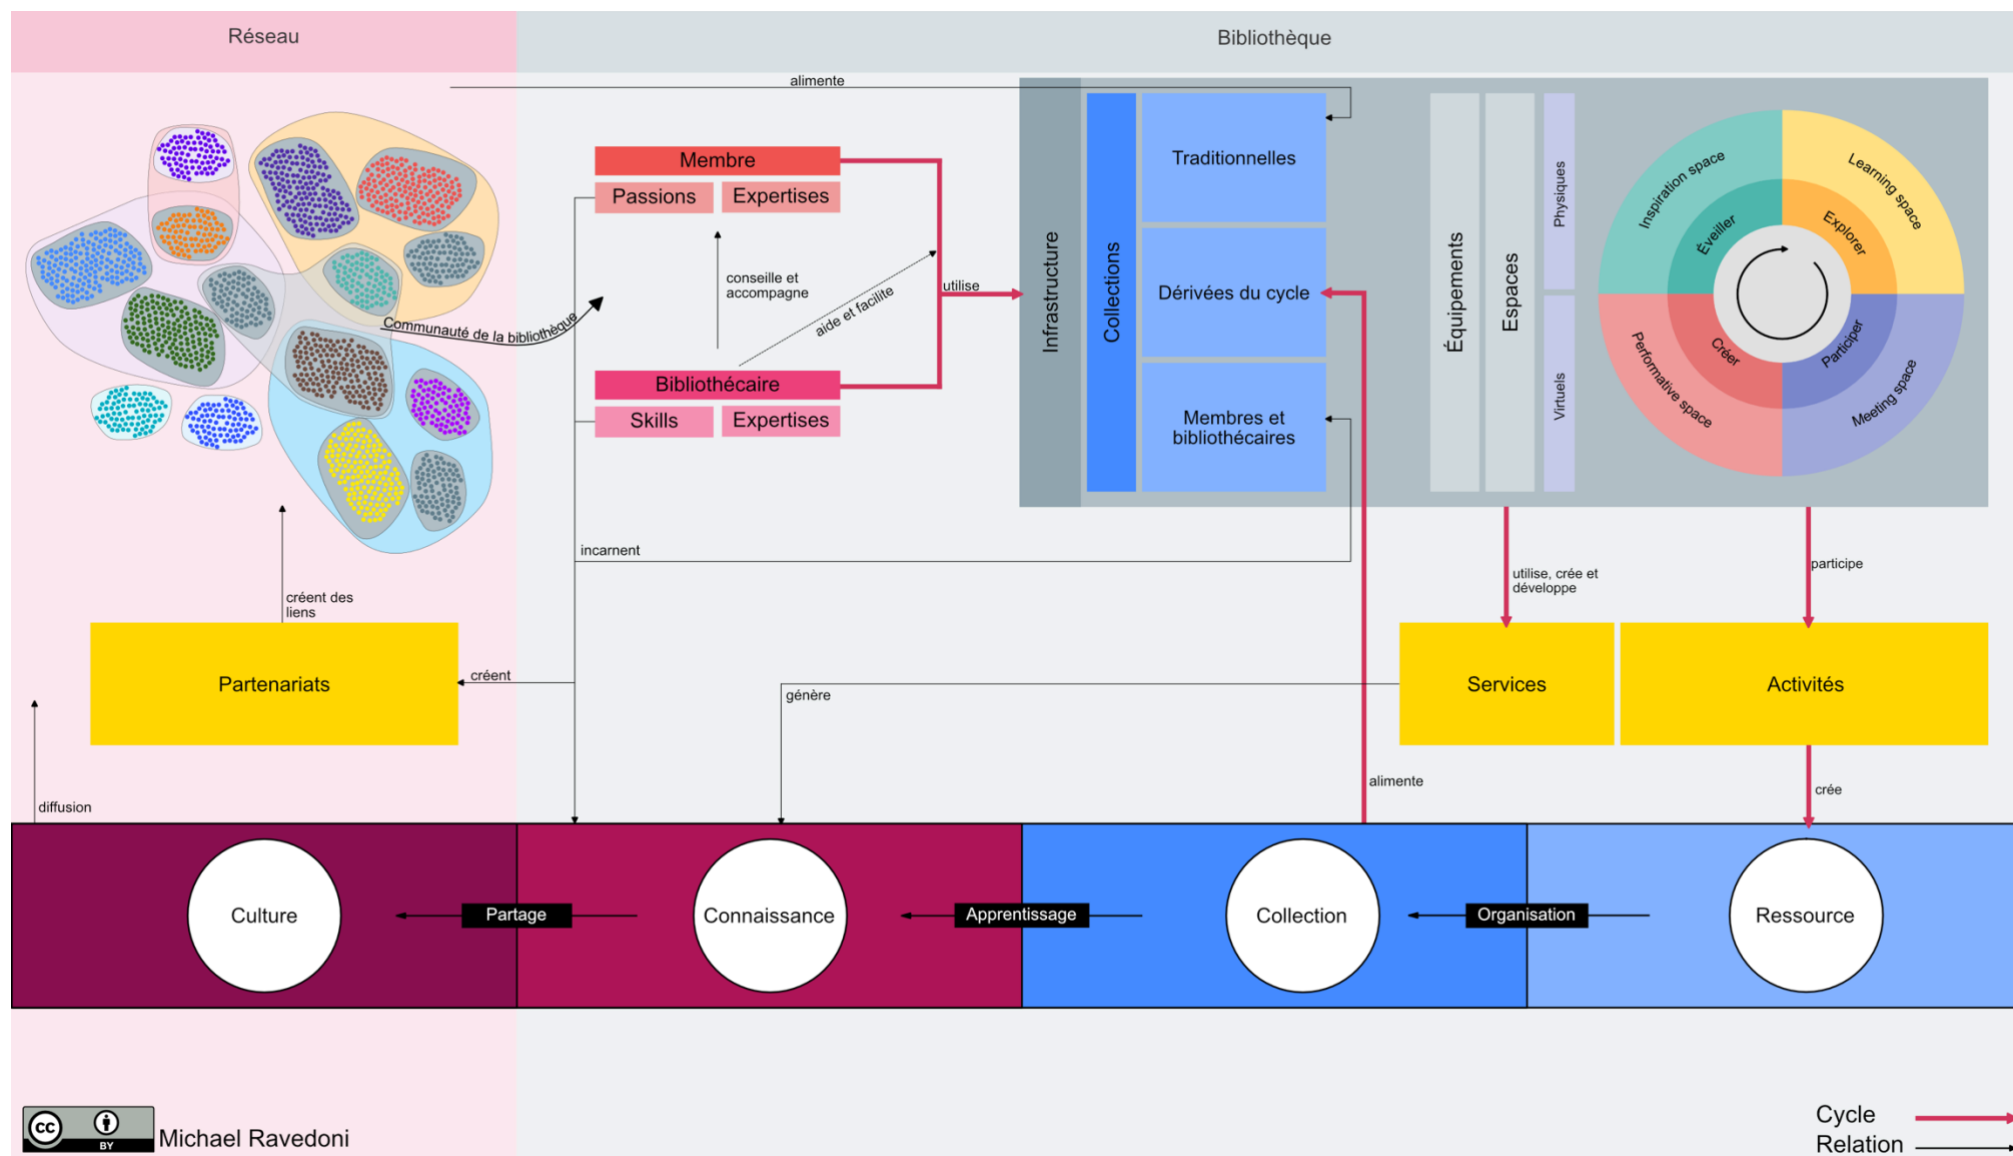 Réseau
Bibliothèque
alimente
Membre
Passions
Expertises
conseille et
accompagne
aide et facilite
utilise
Communauté de la bibliothèque
Bibliothécaire
Skills
Expertises
Infrastructure
Collections
Traditionnelles
Dérivées du cycle
Membres et
bibliothécaires
Équipements
Espaces
Physiques
Virtuels
Inspiration space
Learning space
Éveiller
Explorer
Performative space
Créer
Participer
Meeting space
incarnent
créent des
liens
utilise, crée et
développe
participe
Partenariats
créent
génère
Services
Activités
diffusion
alimente
crée
Culture
Partage
Connaissance
Apprentissage
Collection
Organisation
Ressource
cc
BY
Michael Ravedoni
Cycle
Relation